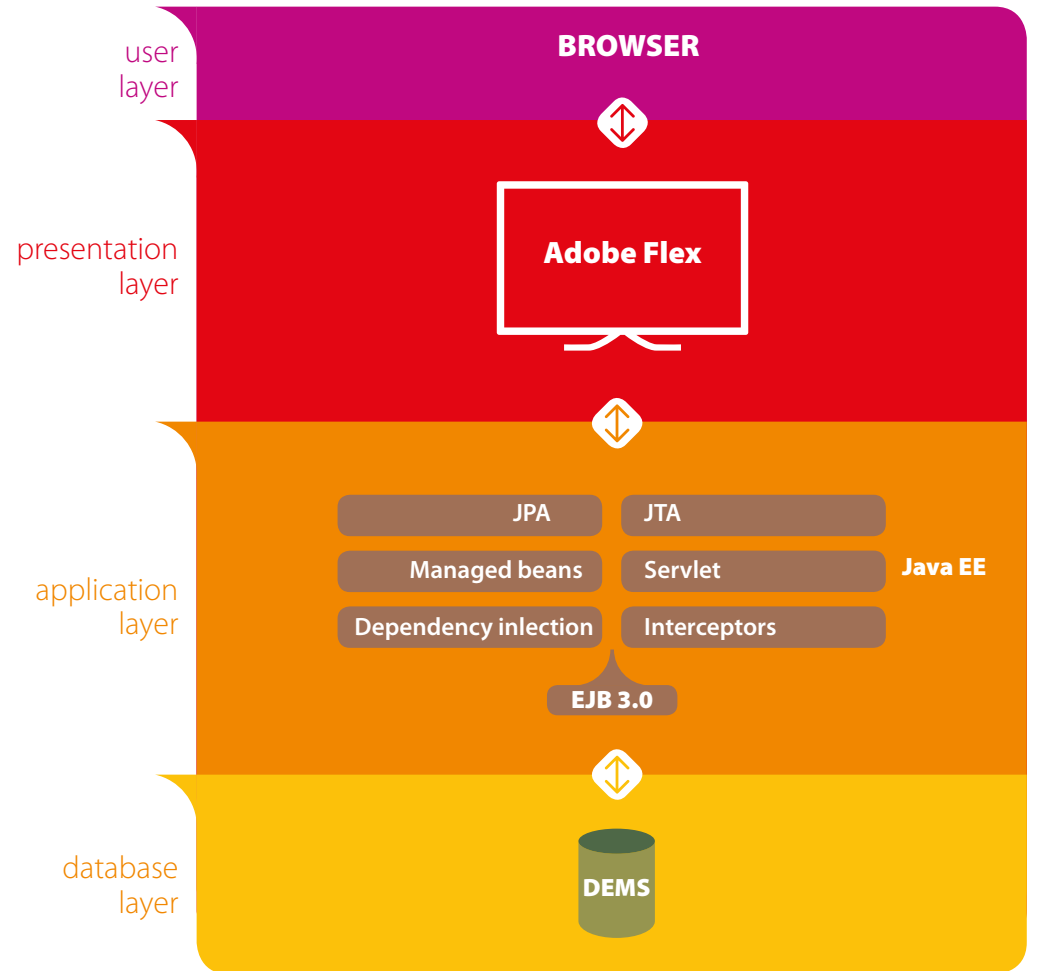 user
layer
BROWSER
presentation
layer
Adobe Flex
application
layer
JPA
JTA
Managed beans
Servlet
Java EE
Dependency inlection
Interceptors
EJB 3.0
database
layer
DEMS